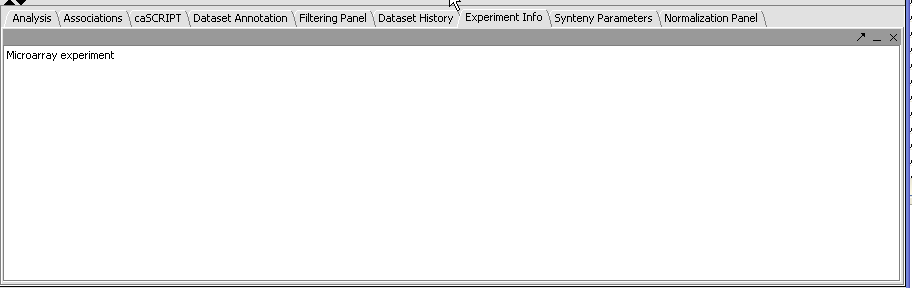 Analysis Associations caSCRIPT Dataset Annotation Filtering Panel Dataset History Experiment Info Synteny Parameters Normalization Panel
Microarray experiment